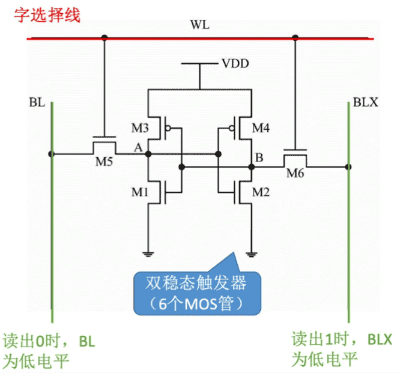 字选择线
WL
VDD
BL
BLX
M3
M4
A
B
M5
M6
M1
M2
双稳态触发器
（6个MOS管）
读出0时，BL
为低电平
读出1时，BLX
为低电平